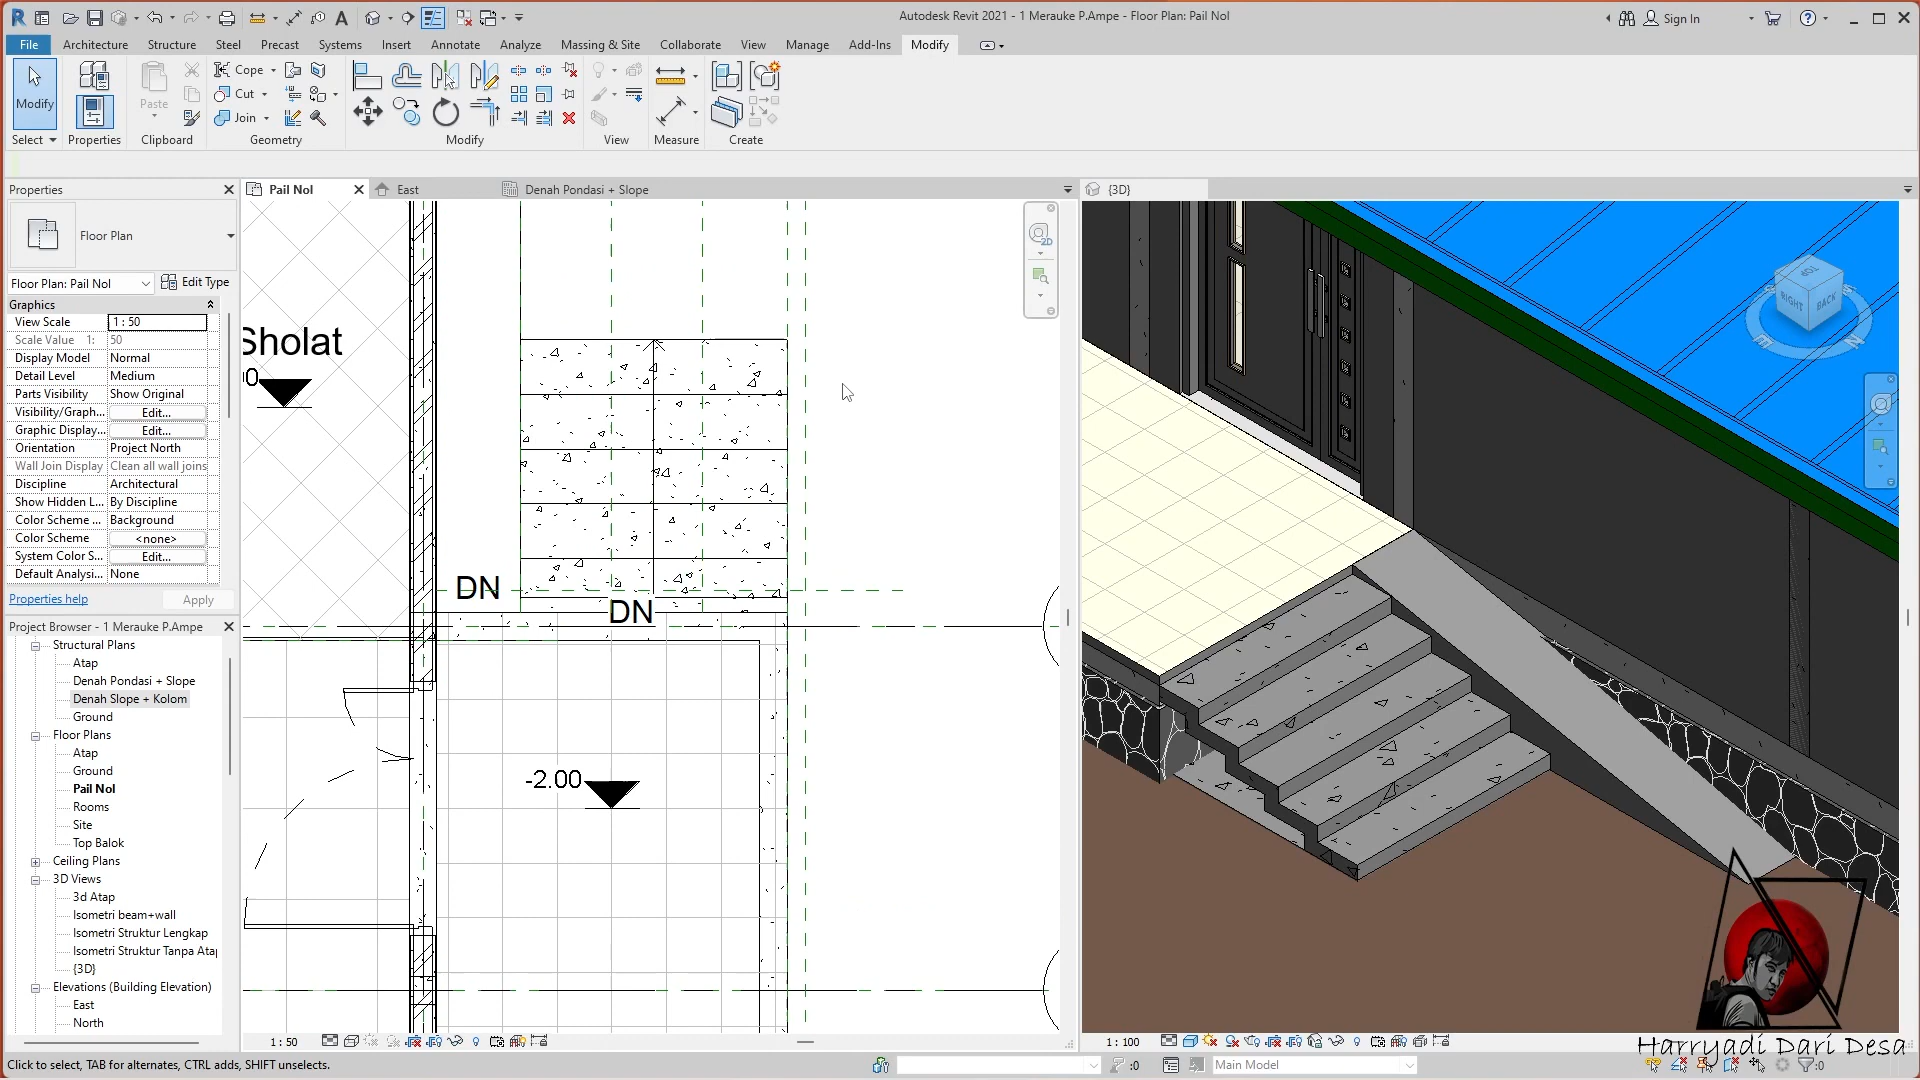 Autodesk Revit 2021 - 1 Merauke P.Ampe - Floor Plan: Pail Nol
Sign In
File Architecture Structure Steel Precast Systems Insert Annotate Analyze Massing & Site Collaborate View Manage Add-Ins Modify
Modify
Paste
Cope
Cut
Join
Select Properties Clipboard Geometry Modify View Measure Create
Properties
Pail Nol
East
Denah Pondasi + Slope
{3D}
Floor Plan
Floor Plan: Pail Nol Edit Type
Graphics
View Scale 1 : 50
Scale Value 1: 50
Display Model Normal
Detail Level Medium
Parts Visibility Show Original
Visibility/Graph... Edit...
Graphic Display... Edit...
Orientation Project North
Wall Join Display Clean all wall joins
Discipline Architectural
Show Hidden L... By Discipline
Color Scheme ... Background
Color Scheme <none>
System Color S... Edit...
Default Analysi... None
Properties help Apply
Project Browser - 1 Merauke P.Ampe
Structural Plans
Atap
Denah Pondasi + Slope
Denah Slope + Kolom
Ground
Floor Plans
Atap
Ground
Pail Nol
Rooms
Site
Top Balok
Ceiling Plans
3D Views
3d Atap
Isometri beam+wall
Isometri Struktur Lengkap
Isometri Struktur Tanpa Atap
{3D}
Elevations (Building Elevation)
East
North
Sholat
DN
DN
-2.00
2D
TOP
RIGHT
BACK
1 : 50
1 : 100
Click to select, TAB for alternates, CTRL adds, SHIFT unselects.
:0
Main Model
:0
Harryadi Dari Desa